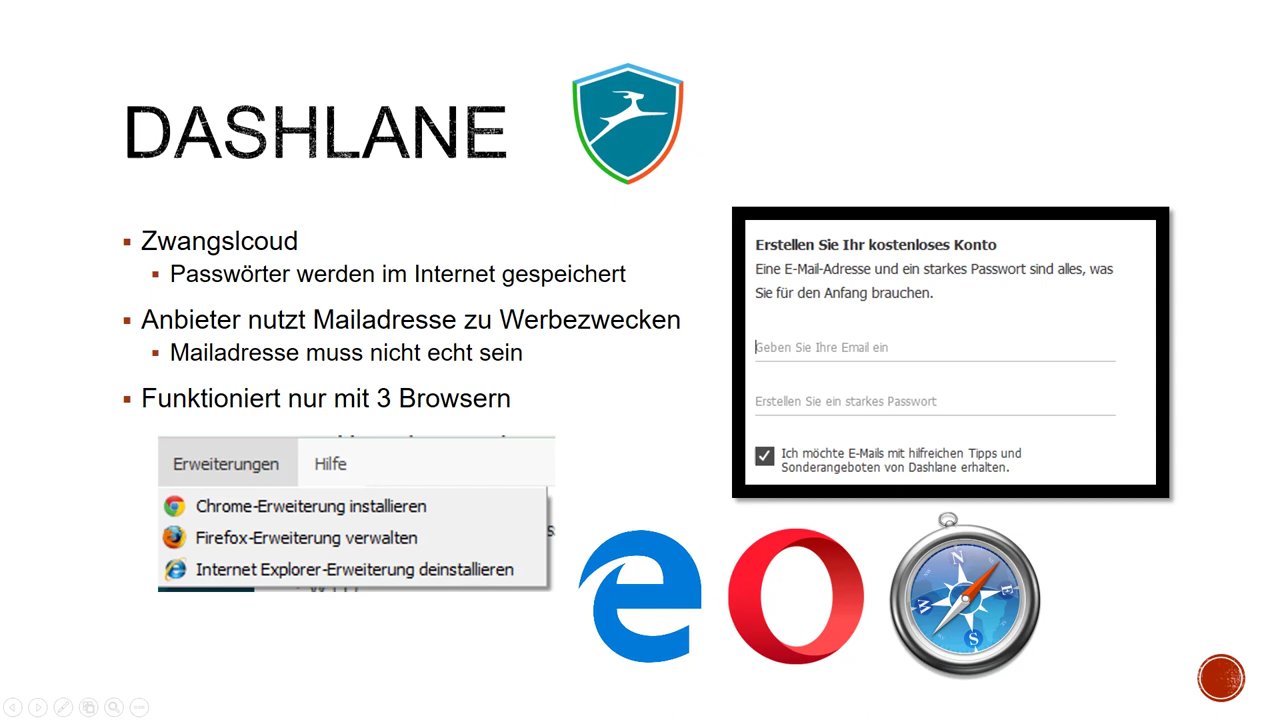 DASHLANE
Zwangslcoud
Passwörter werden im Internet gespeichert
Anbieter nutzt Mailadresse zu Werbezwecken
Mailadresse muss nicht echt sein
Funktioniert nur mit 3 Browsern
Erweiterungen Hilfe
Chrome-Erweiterung installieren
Firefox-Erweiterung verwalten
Internet Explorer-Erweiterung deinstallieren
Erstellen Sie Ihr kostenloses Konto
Eine E-Mail-Adresse und ein starkes Passwort sind alles, was
Sie für den Anfang brauchen.
Geben Sie Ihre Email ein
Erstellen Sie ein starkes Passwort
Ich möchte E-Mails mit hilfreichen Tipps und
Sonderangeboten von Dashlane erhalten.
N
W E
S